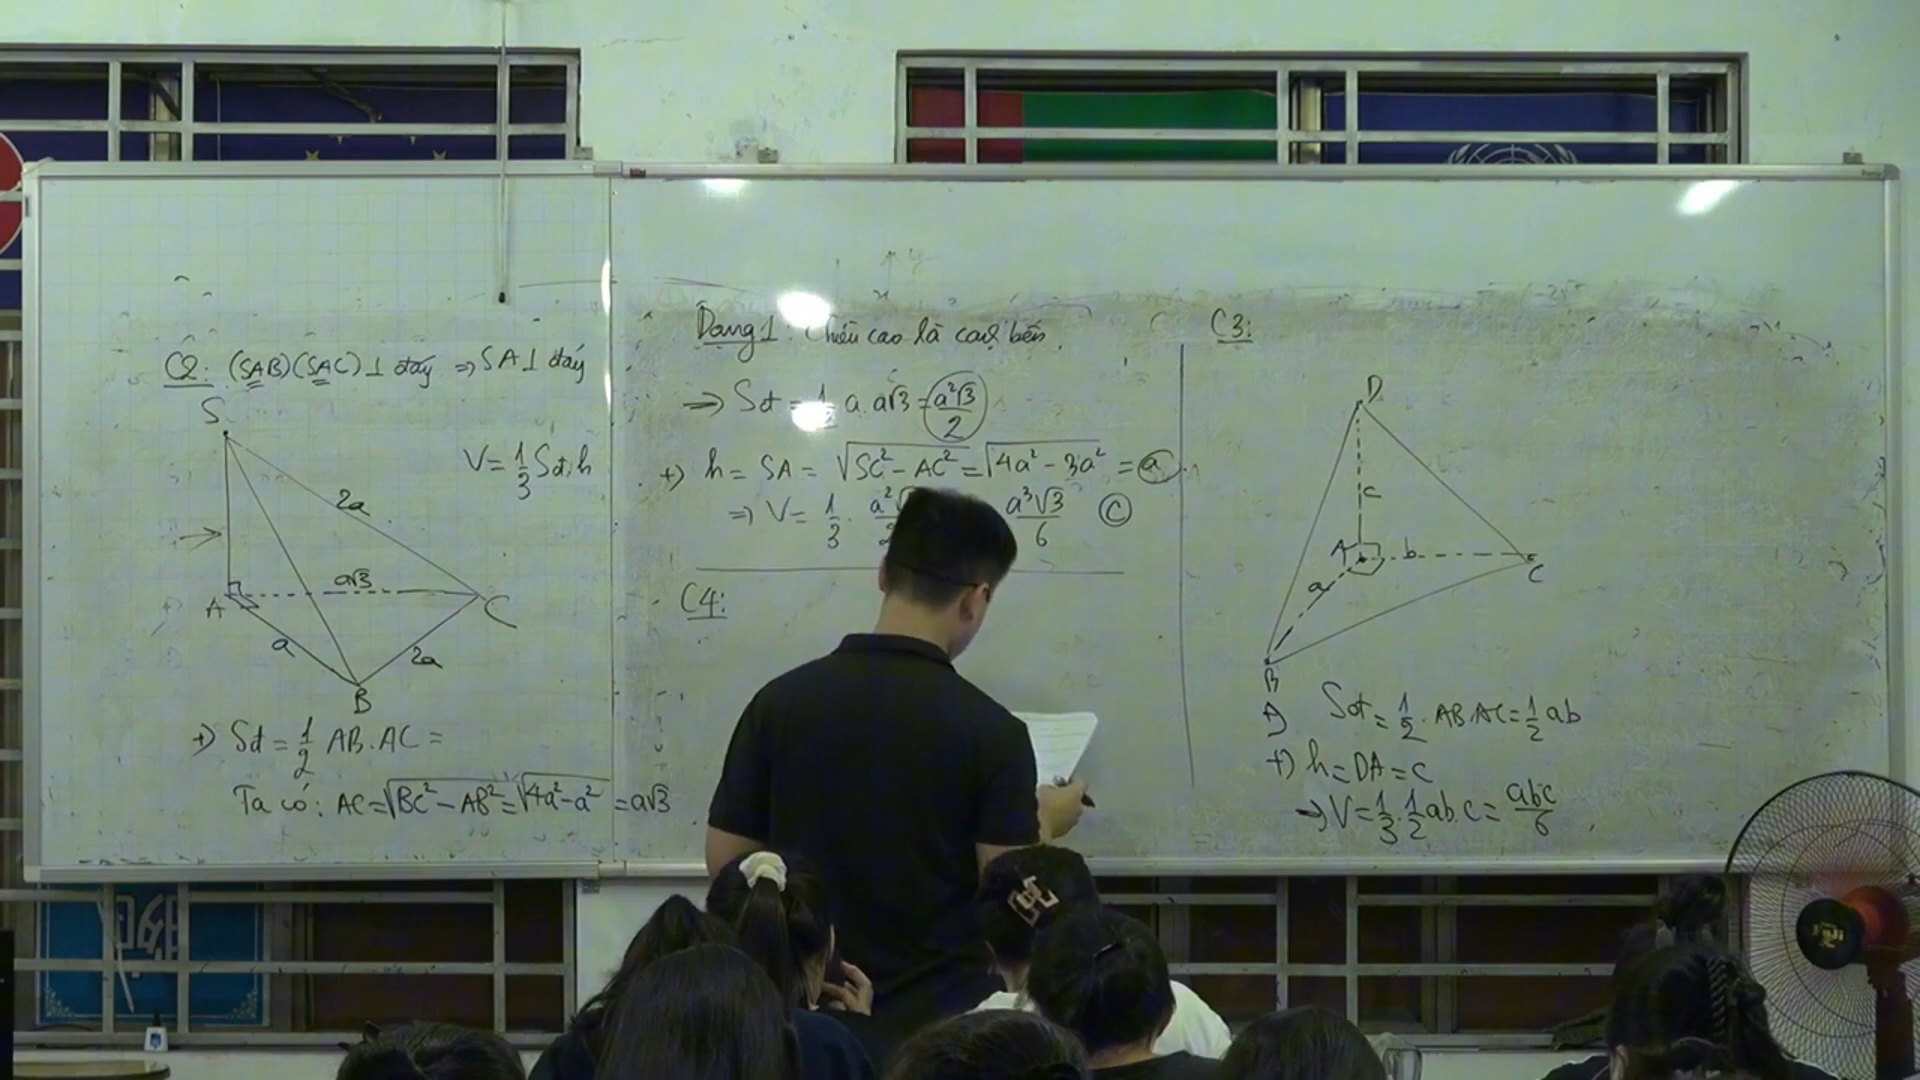 C2: (SAB)(SAC) ⊥ đáy ⇒ SA ⊥ đáy
S
V = 1/3 Sđ.h
2a
a√3
A
C
a
2a
B
+) Sđ = 1/2 AB.AC =
Ta có: AC = √BC² - AB² = √4a² - a² = a√3
Dạng 1: Chiều cao là cạnh bên.
⇒ Sđ = 1/2 a.a√3 = a²√3/2
+) h = SA = √SC² - AC² = √4a² - 3a² = a
⇒ V = 1/3 . a²√ a³√3/6 C
C4:
C3:
D
c
A
b
C
a
B
+) Sđ = 1/2 . AB.AC = 1/2 ab
+) h = DA = c
→ V = 1/3 . 1/2 ab.c = abc/6
Fuji